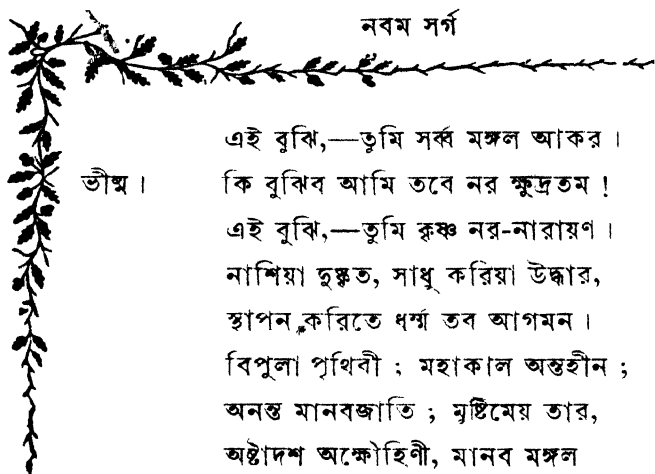 নবম সর্গ
এই বুঝি,—তুমি সর্ব্ব মঙ্গল আকর ।
ভীষ্ম ।   কি বুঝিব আমি তবে নর ক্ষুদ্রতম !
এই বুঝি,—তুমি কৃষ্ণ নর-নারায়ণ ।
নাশিয়া দুষ্কৃত, সাধু করিয়া উদ্ধার,
স্থাপন করিতে ধর্ম্ম তব আগমন ।
বিপুলা পৃথিবী ; মহাকাল অন্তহীন ;
অনন্ত মানবজাতি ; মুষ্টিমেয় তার,
অষ্টাদশ অক্ষৌহিণী, মানব মঙ্গল